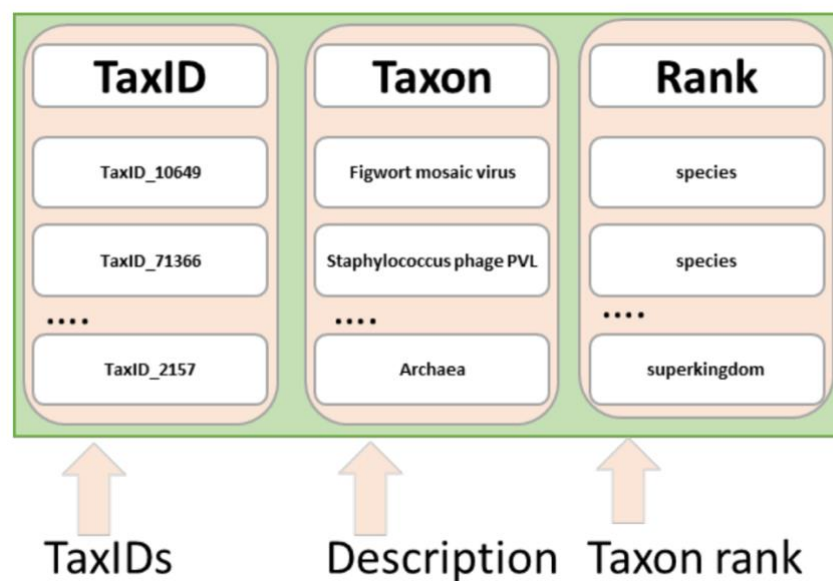 TaxID Taxon Rank
TaxID_10649 Figwort mosaic virus species
TaxID_71366 Staphylococcus phage PVL species
.... .... ....
TaxID_2157 Archaea superkingdom
TaxIDs Description Taxon rank